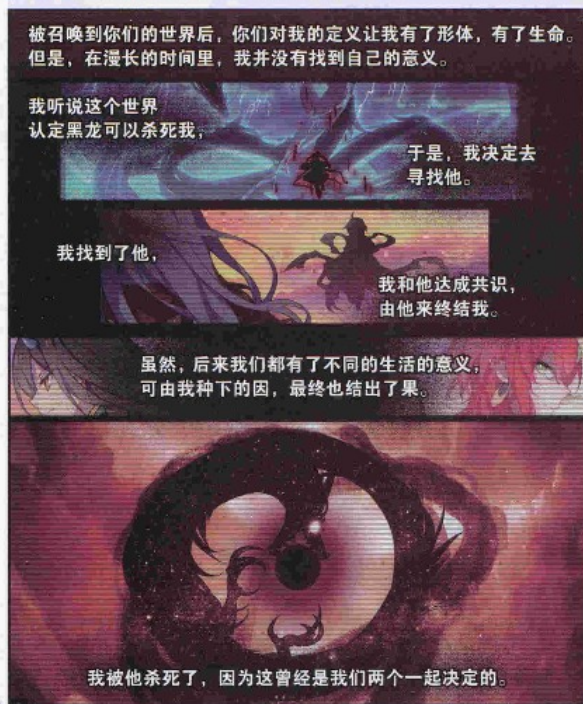 被召唤到你们的世界后，你们对我的定义让我有了形体，有了生命。
但是，在漫长的时间里，我并没有找到自己的意义。
我听说这个世界
认定黑龙可以杀死我，
于是，我决定去
寻找他。
我找到了他，
我和他达成共识，
由他来终结我。
虽然，后来我们都有了不同的生活的意义，
可由我种下的因，最终也结出了果。
我被他杀死了，因为这曾经是我们两个一起决定的。